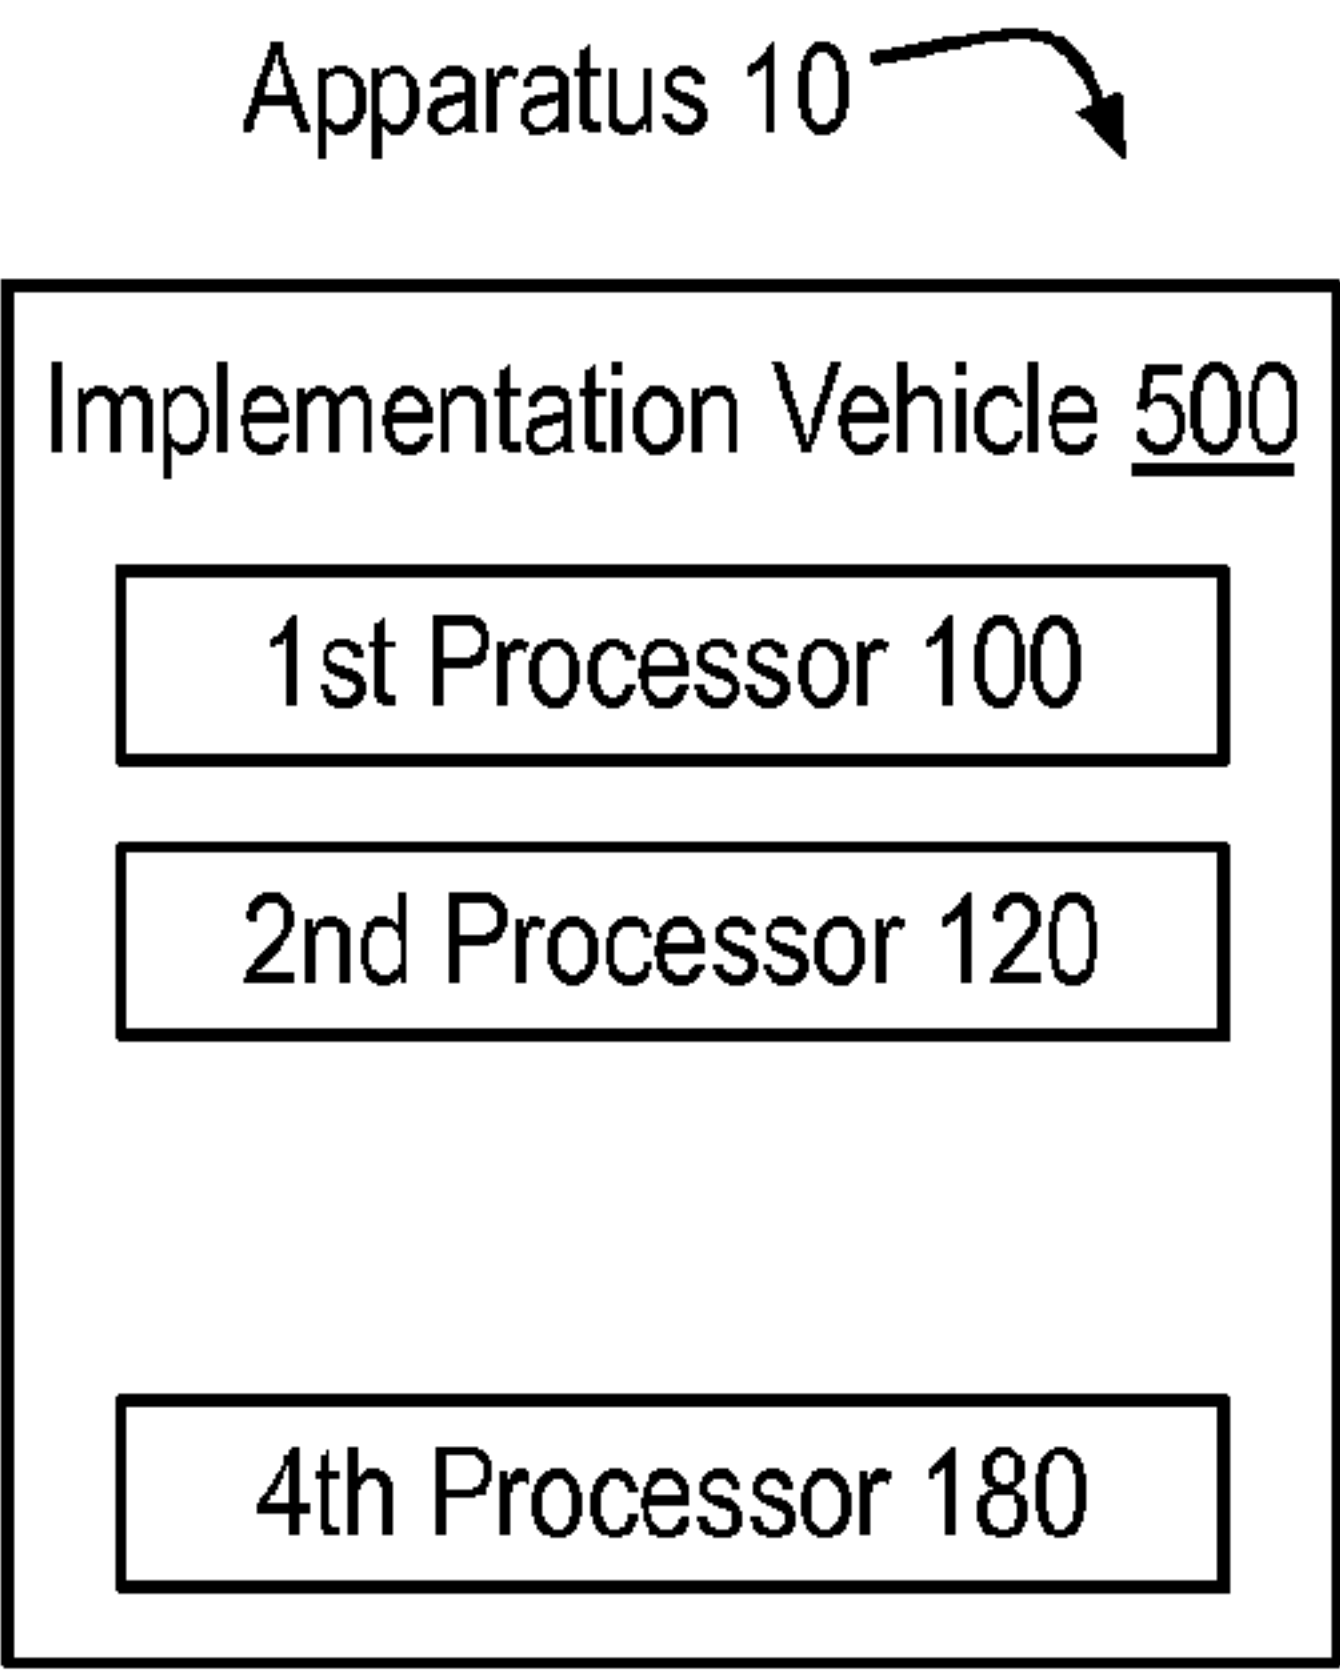 Apparatus 10
Implementation Vehicle 500
1st Processor 100
2nd Processor 120
4th Processor 180